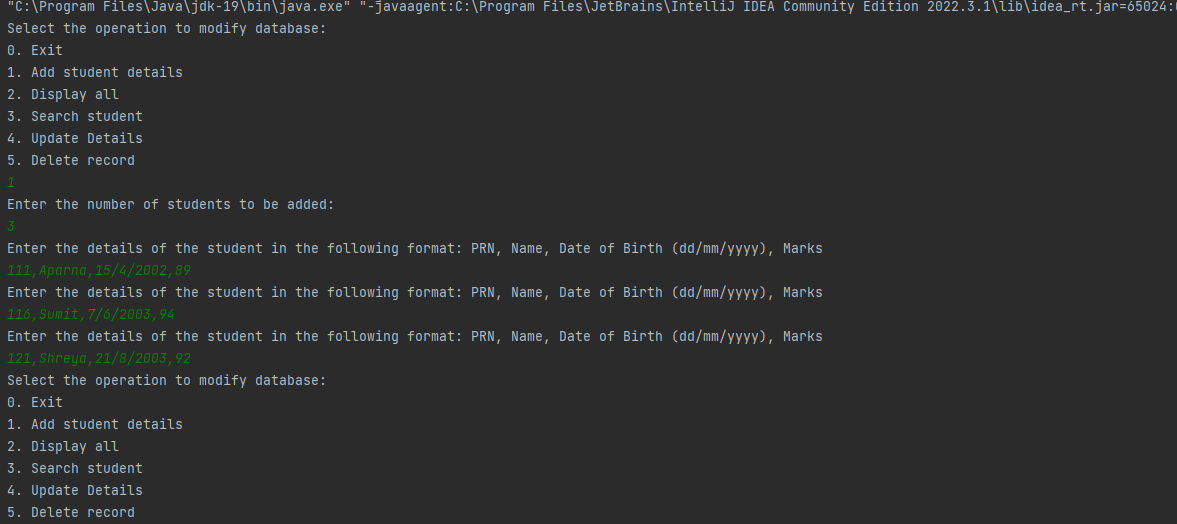 "C:\Program Files\Java\jdk-19\bin\java.exe" "-javaagent:C:\Program Files\JetBrains\IntelliJ IDEA Community Edition 2022.3.1\lib\idea_rt.jar=65024:
Select the operation to modify database:
0. Exit
1. Add student details
2. Display all
3. Search student
4. Update Details
5. Delete record
1
Enter the number of students to be added:
3
Enter the details of the student in the following format: PRN, Name, Date of Birth (dd/mm/yyyy), Marks
111,Aparna,15/4/2002,89
Enter the details of the student in the following format: PRN, Name, Date of Birth (dd/mm/yyyy), Marks
116,Sumit,7/6/2003,94
Enter the details of the student in the following format: PRN, Name, Date of Birth (dd/mm/yyyy), Marks
121,Shreya,21/8/2003,92
Select the operation to modify database:
0. Exit
1. Add student details
2. Display all
3. Search student
4. Update Details
5. Delete record